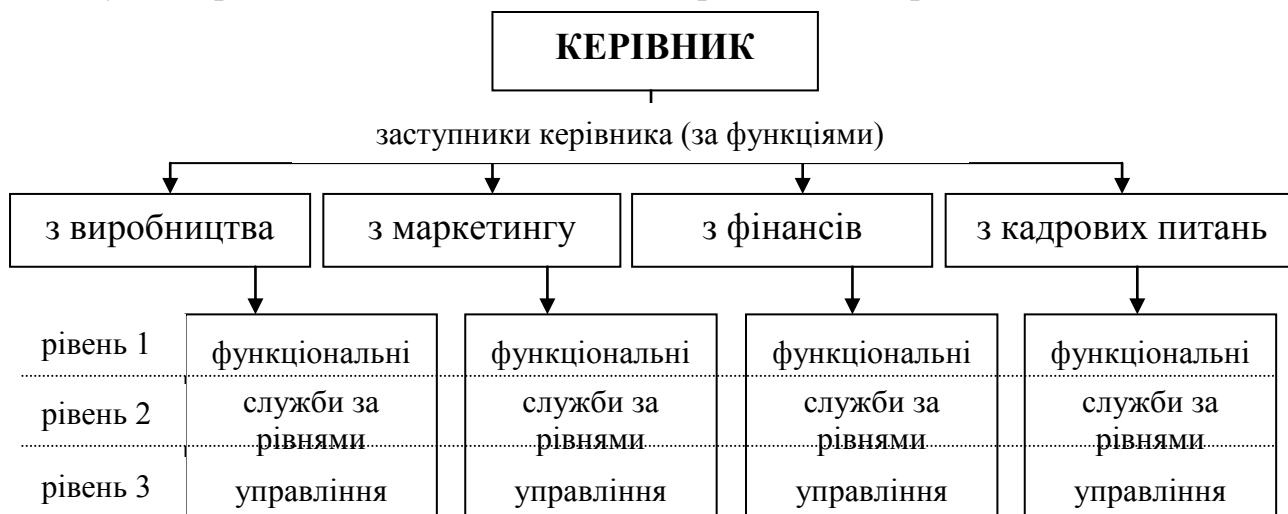 КЕРІВНИК
заступники керівника (за функціями)
з виробництва з маркетингу з фінансів з кадрових питань
рівень 1 функціональні функціональні функціональні функціональні
рівень 2 служби за служби за служби за служби за
рівнями рівнями рівнями рівнями
рівень 3 управління управління управління управління